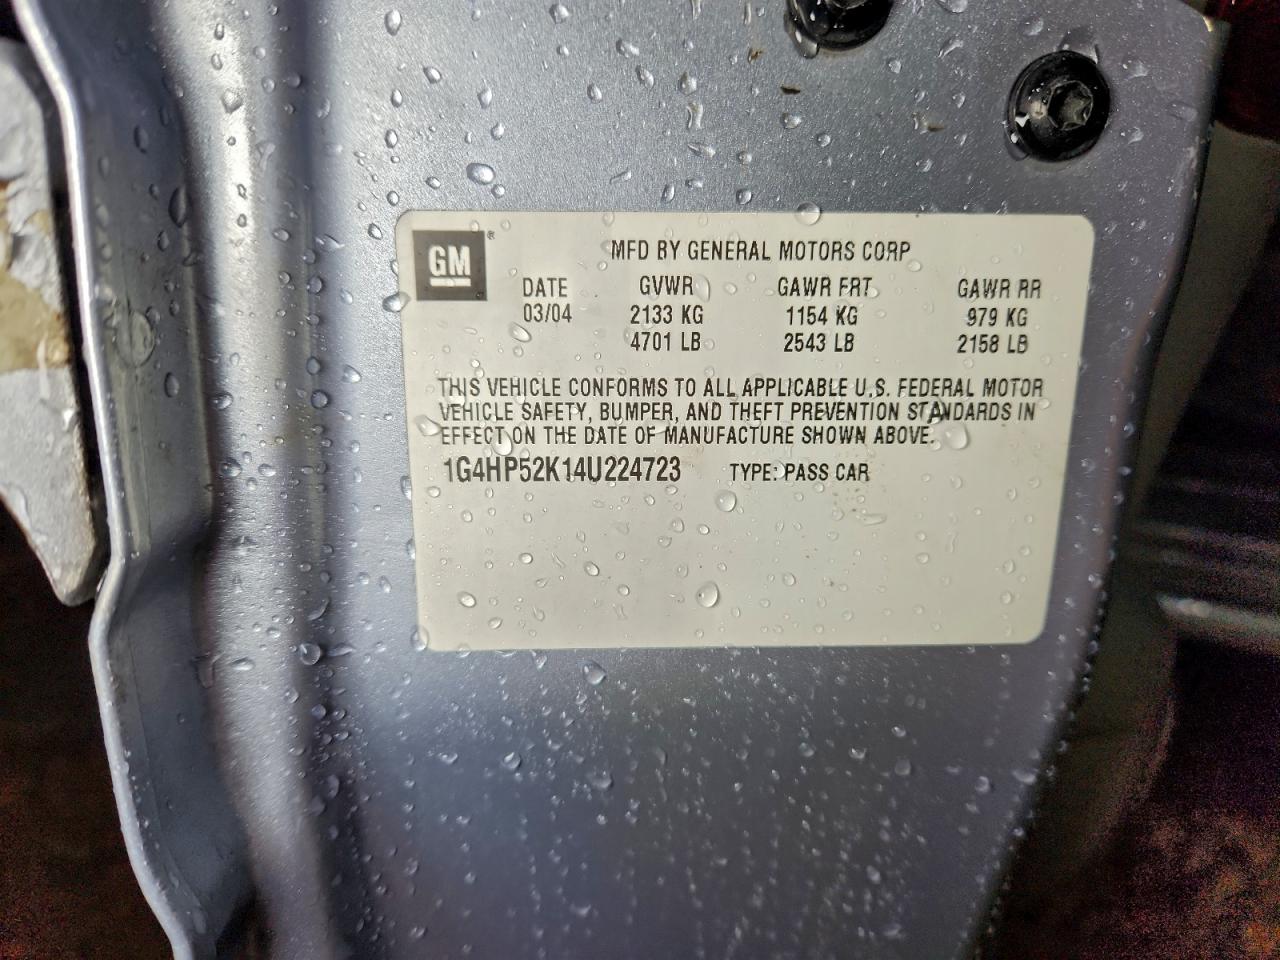 GM ®
MFD BY GENERAL MOTORS CORP
DATE GVWR GAWR FRT GAWR RR
03/04 2133 KG 1154 KG 979 KG
4701 LB 2543 LB 2158 LB
THIS VEHICLE CONFORMS TO ALL APPLICABLE U.S. FEDERAL MOTOR
VEHICLE SAFETY, BUMPER, AND THEFT PREVENTION STANDARDS IN
EFFECT ON THE DATE OF MANUFACTURE SHOWN ABOVE.
1G4HP52K14U224723 TYPE: PASS CAR